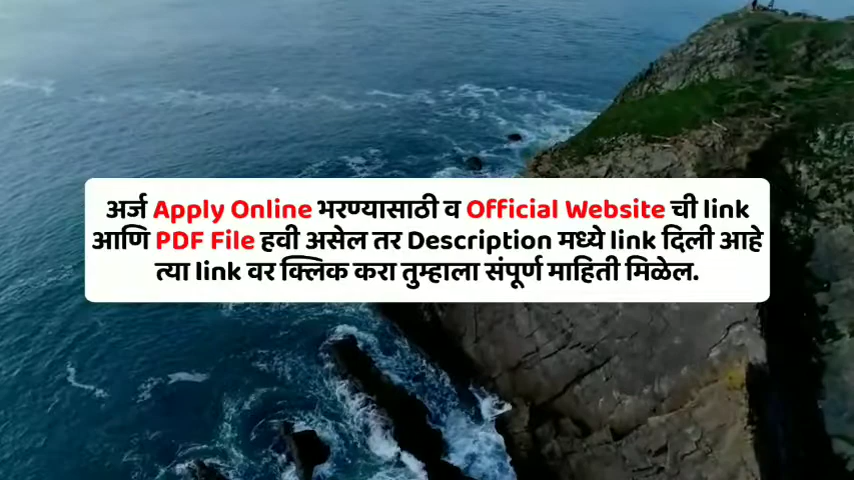 अर्ज Apply Online भरण्यासाठी व Official Website ची link
आणि PDF File हवी असेल तर Description मध्ये link दिली आहे
त्या link वर क्लिक करा तुम्हाला संपूर्ण माहिती मिळेल.